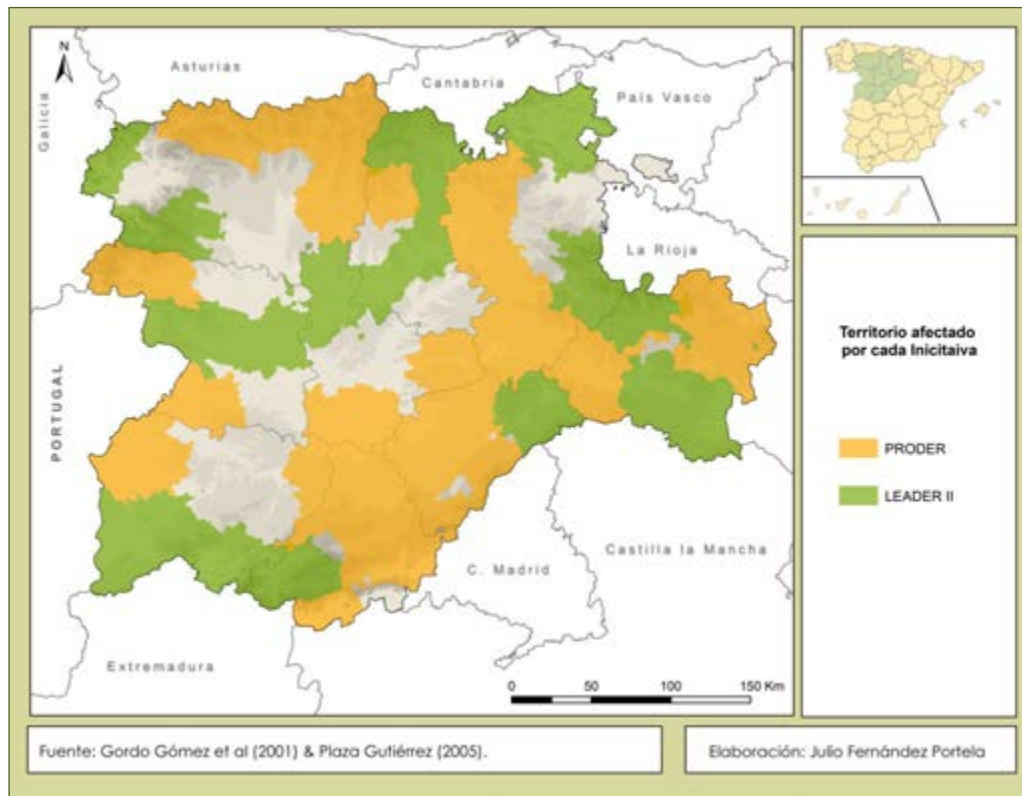 N
Asturias
Cantabria
País Vasco
Galicia
La Rioja
PORTUGAL
Castilla la Mancha
C. Madrid
Extremadura
0 50 100 150 Km
Territorio afectado
por cada Inicitaiva
PRODER
LEADER II
Fuente: Gordo Gómez et al (2001) & Plaza Gutiérrez (2005).
Elaboración: Julio Fernández Portela